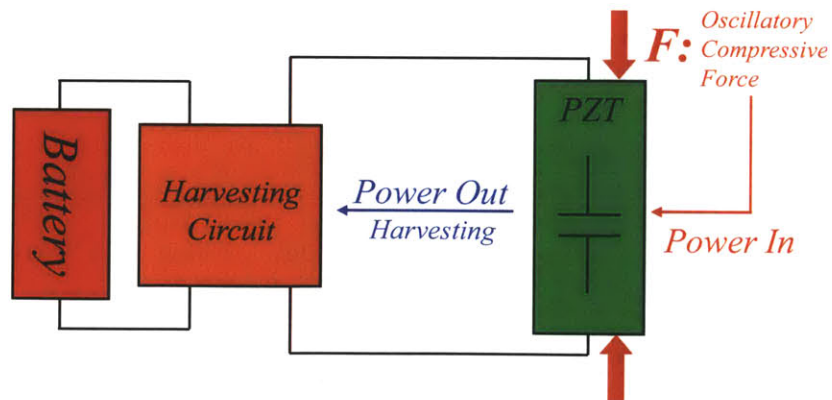 F: Oscillatory
Compressive
Force
PZT
Battery
Harvesting
Circuit
Power Out
Harvesting
Power In